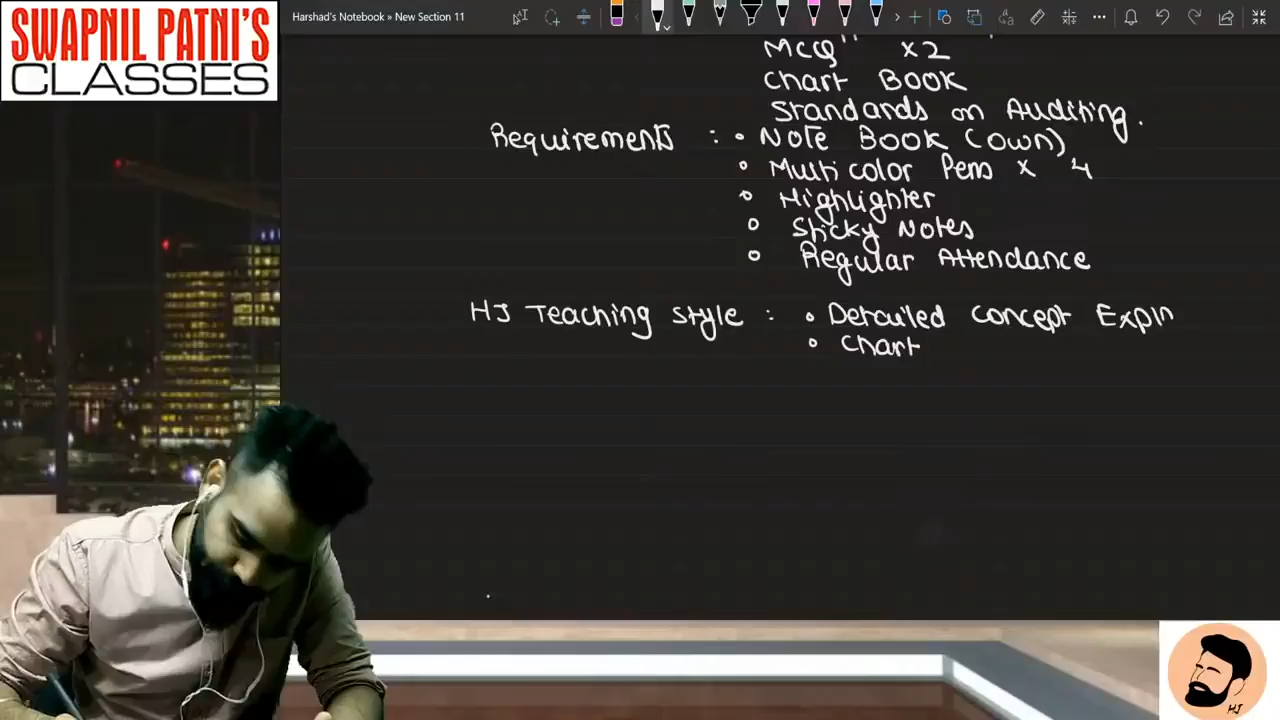 SWAPNIL PATNI'S
CLASSES
Harshad's Notebook » New Section 11
MCQ" x2
Chart Book
Standards on Auditing.
Requirements : • Note Book (own)
• Multi color Pens x 4
• Highlighter
• Sticky Notes
• Regular Attendance
HJ Teaching Style : • Detailed Concept Expln
• Chart
HJ